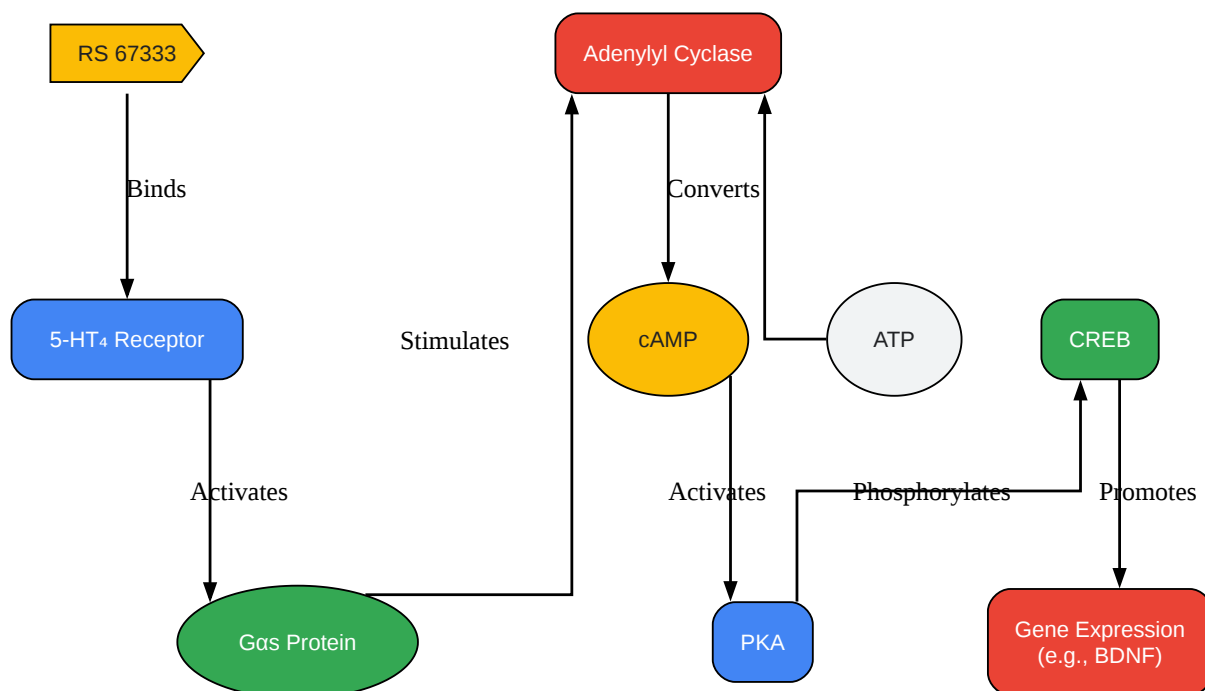 RS 67333
Adenylyl Cyclase
Binds
Converts
5-HT₄ Receptor
Stimulates
cAMP
ATP
CREB
Activates
Activates
Phosphorylates
Promotes
Gαs Protein
PKA
Gene Expression
(e.g., BDNF)